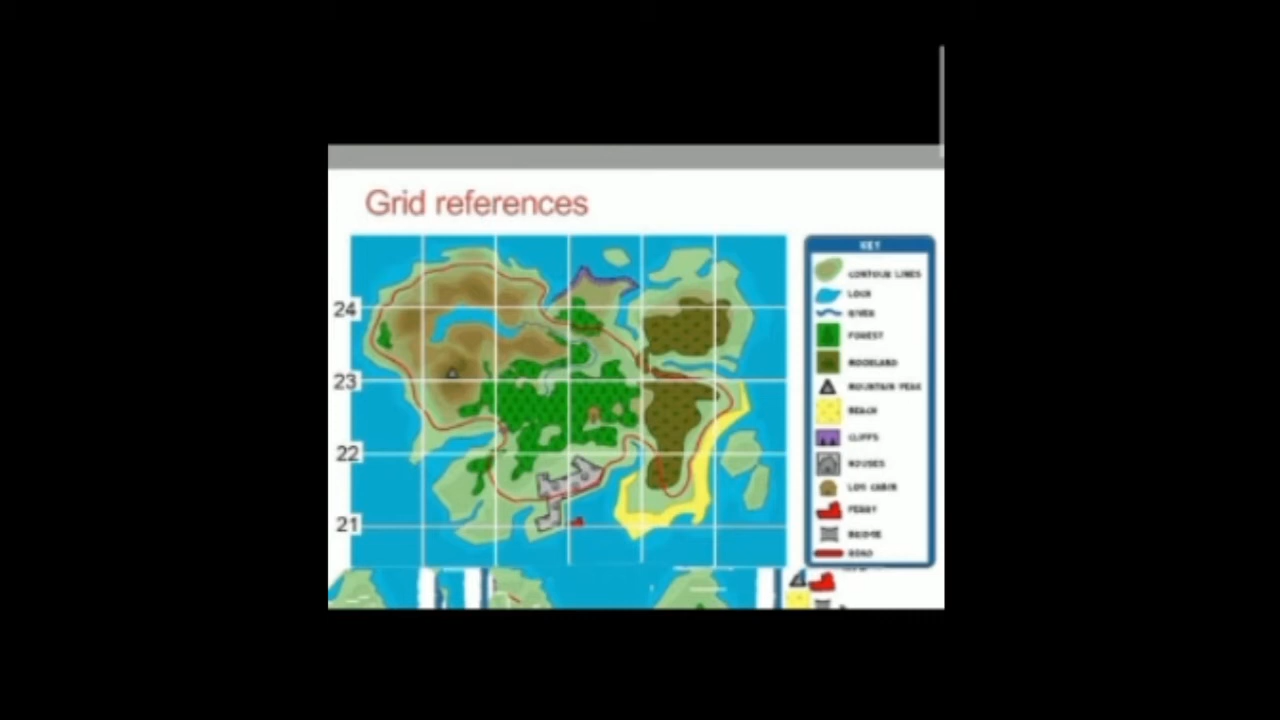 Grid references
KEY
CONTOUR LINES
LOCH
RIVER
24
FOREST
WOODLAND
23
MOUNTAIN PEAK
BEACH
CLIFFS
22
HOUSES
LOG CABIN
FERRY
21
BRIDGE
ROAD